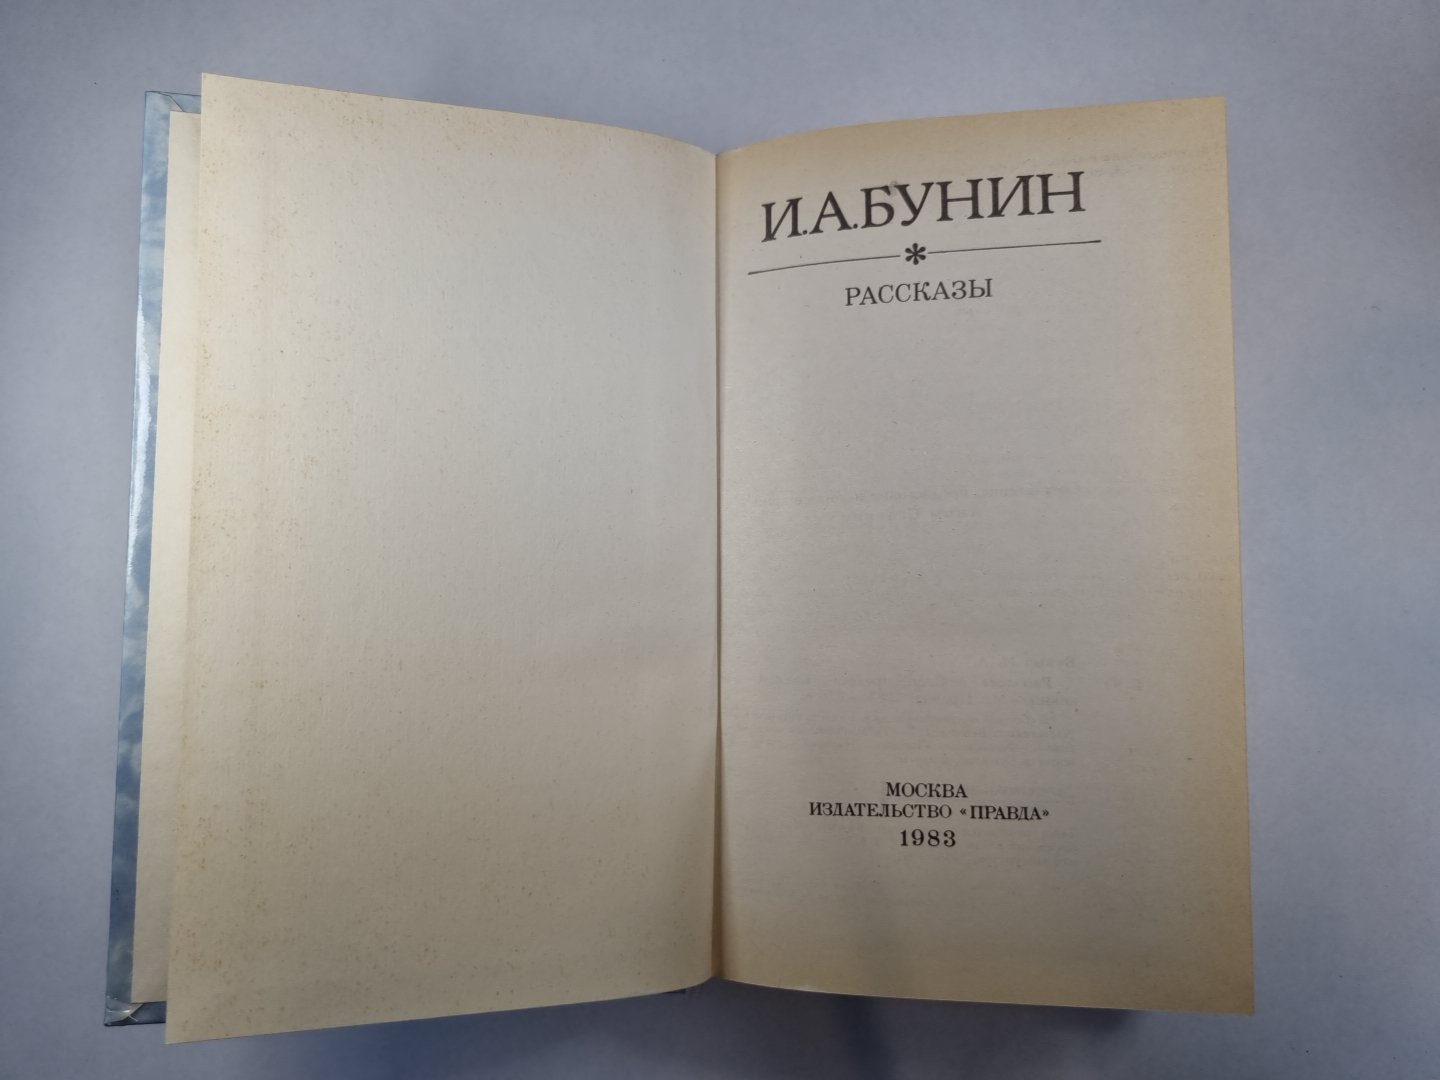 И.А.БУНИН
*
РАССКАЗЫ
МОСКВА
ИЗДАТЕЛЬСТВО «ПРАВДА»
1983